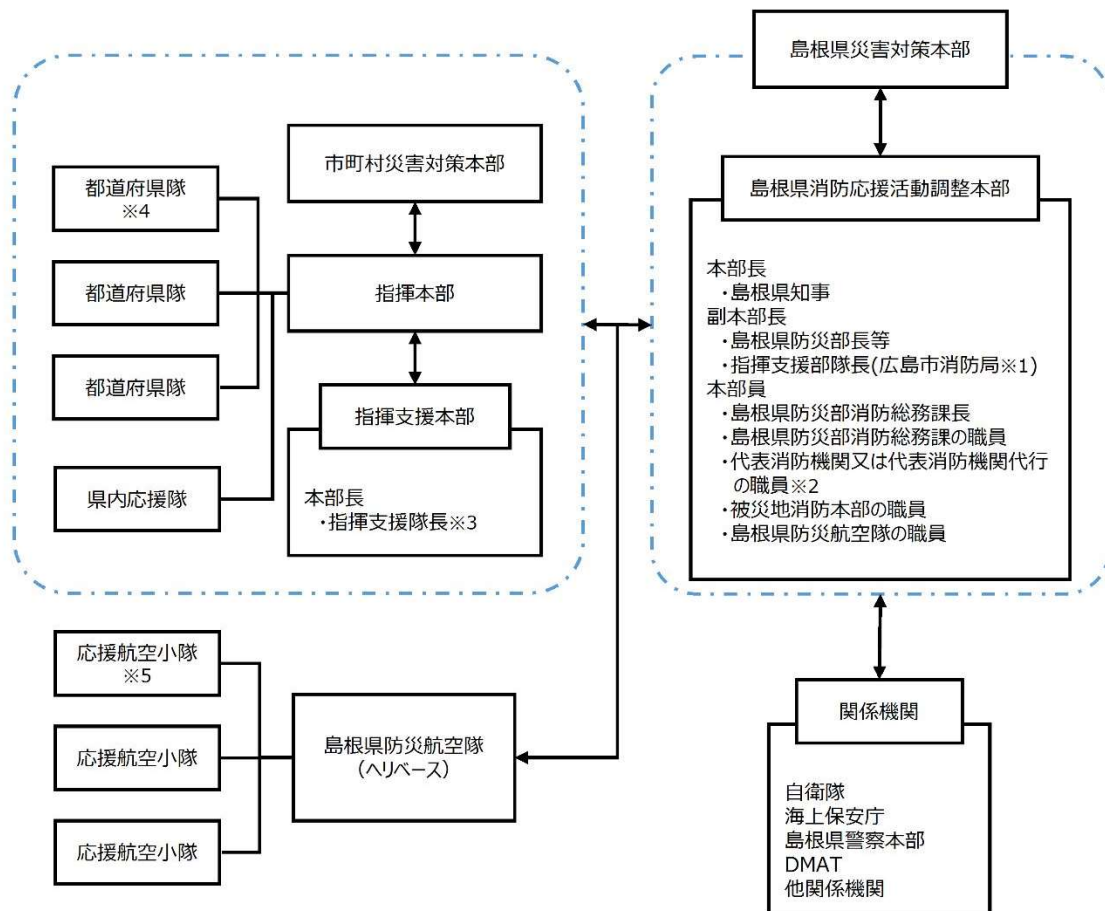 島根県災害対策本部
島根県消防応援活動調整本部
本部長
・島根県知事
副本部長
・島根県防災部長等
・指揮支援部隊長(広島市消防局※1)
本部員
・島根県防災部消防総務課長
・島根県防災部消防総務課の職員
・代表消防機関又は代表消防機関代行
の職員※2
・被災地消防本部の職員
・島根県防災航空隊の職員
市町村災害対策本部
指揮本部
指揮支援本部
本部長
・指揮支援隊長※3
都道府県隊
※4
都道府県隊
都道府県隊
県内応援隊
応援航空小隊
※5
応援航空小隊
応援航空小隊
島根県防災航空隊
（ヘリベース）
関係機関
自衛隊
海上保安庁
島根県警察本部
DMAT
他関係機関